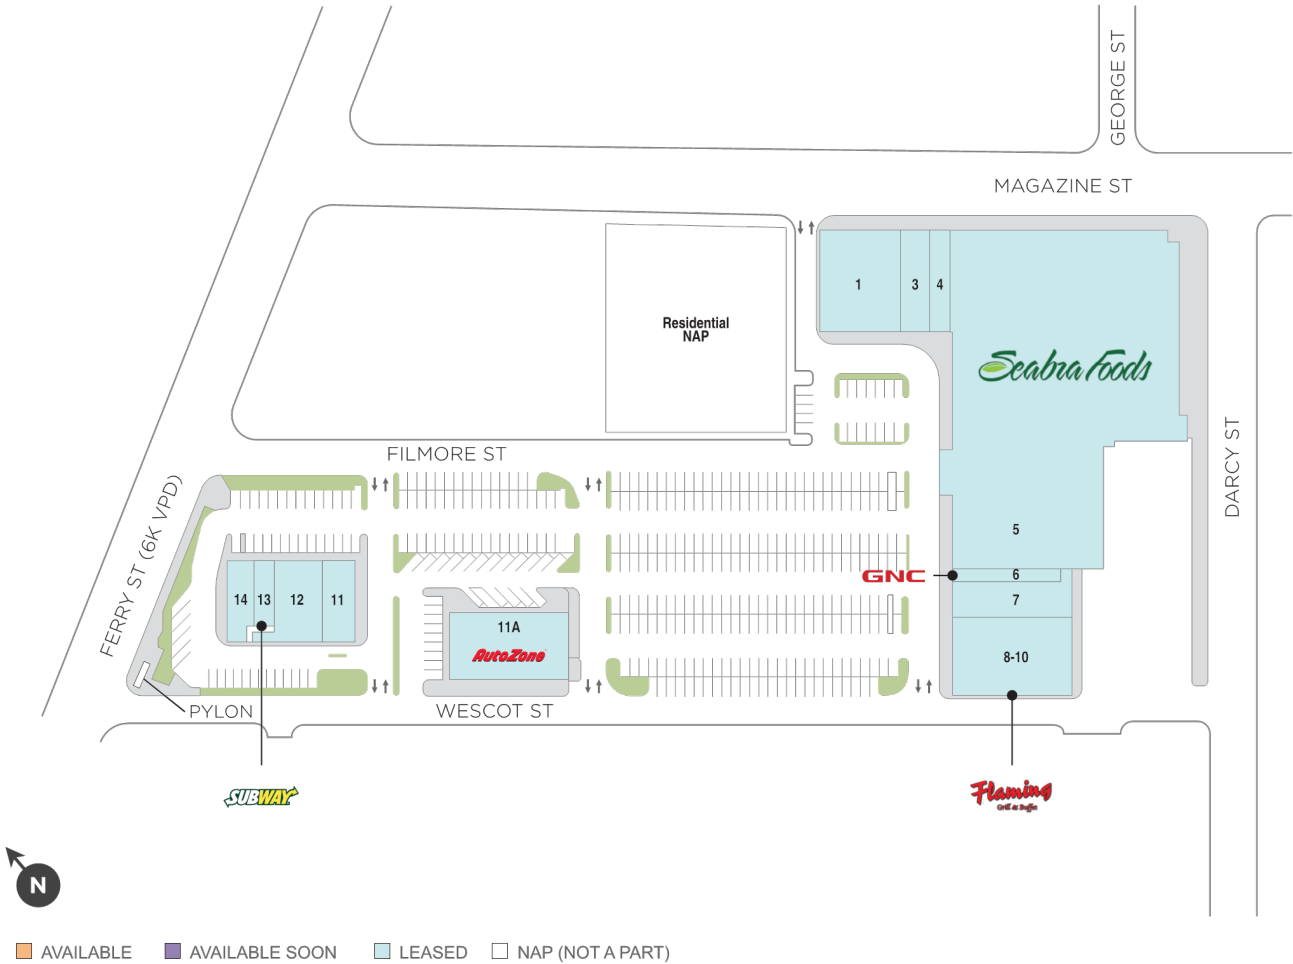 GEORGE ST
MAGAZINE ST
1
3
4
Residential
NAP
Seabra Foods
FILMORE ST
DARCY ST
FERRY ST (6K VPD)
5
GNC
6
7
14
13
12
11
11A
AutoZone
8-10
PYLON
WESCOT ST
SUBWAY
Flaming
Grill & Buffet
N
AVAILABLE
AVAILABLE SOON
LEASED
NAP (NOT A PART)